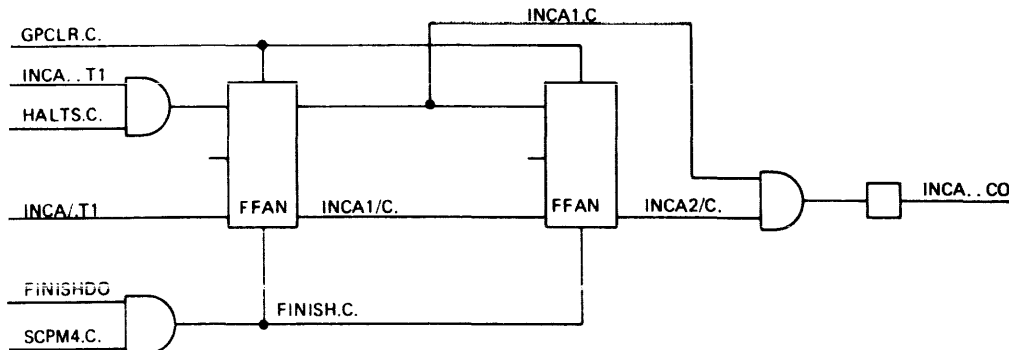 INCA1.C
GPCLR.C.
INCA..T1
HALTS.C.
INCA/.T1
FFAN
INCA1/C.
FFAN
INCA2/C.
INCA..CO
FINISHDO
FINISH.C.
SCPM4.C.